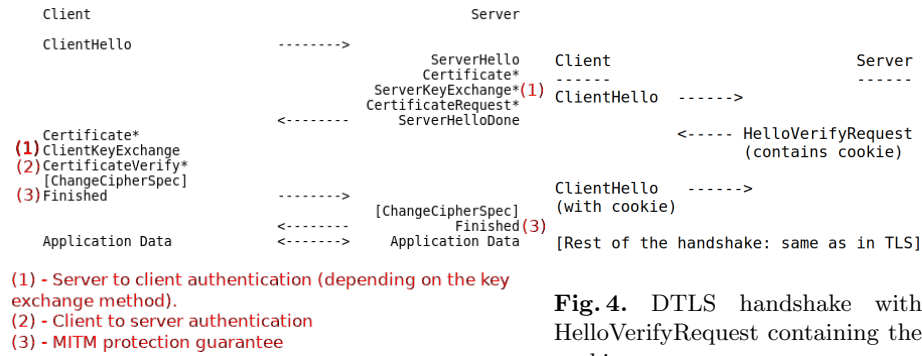 Client Server
ClientHello -------->
ServerHello
Certificate*
ServerKeyExchange* (1)
CertificateRequest*
<-------- ServerHelloDone
Certificate*
(1) ClientKeyExchange
(2) CertificateVerify*
[ChangeCipherSpec]
(3) Finished -------->
[ChangeCipherSpec]
<-------- Finished (3)
Application Data <-------> Application Data
(1) - Server to client authentication (depending on the key
exchange method).
(2) - Client to server authentication
(3) - MITM protection guarantee
Client Server
------ ------
ClientHello ------>
<----- HelloVerifyRequest
(contains cookie)
ClientHello ------>
(with cookie)
[Rest of the handshake: same as in TLS]
Fig. 4. DTLS handshake with
HelloVerifyRequest containing the